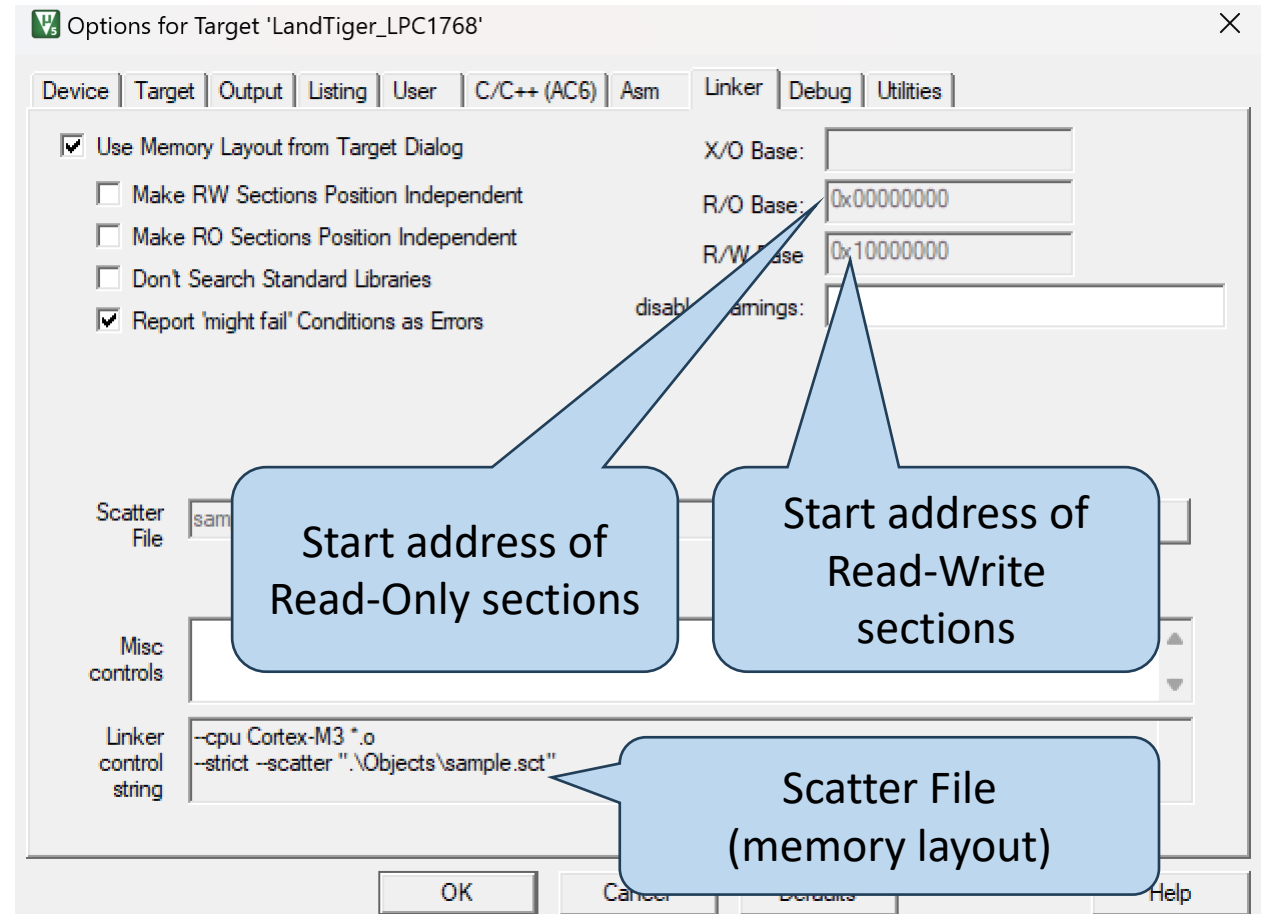 Options for Target 'LandTiger_LPC1768'
Device Target Output Listing User C/C++ (AC6) Asm Linker Debug Utilities
Use Memory Layout from Target Dialog
Make RW Sections Position Independent
Make RO Sections Position Independent
Don't Search Standard Libraries
Report 'might fail' Conditions as Errors
X/O Base:
R/O Base: 0x00000000
R/W Base 0x10000000
Start address of
Read-Only sections
Start address of
Read-Write
sections
Scatter
File
Misc
controls
Linker
control
string
--cpu Cortex-M3 *.o
--strict --scatter ".\Objects\sample.sct"
Scatter File
(memory layout)
OK Cancel Defaults Help